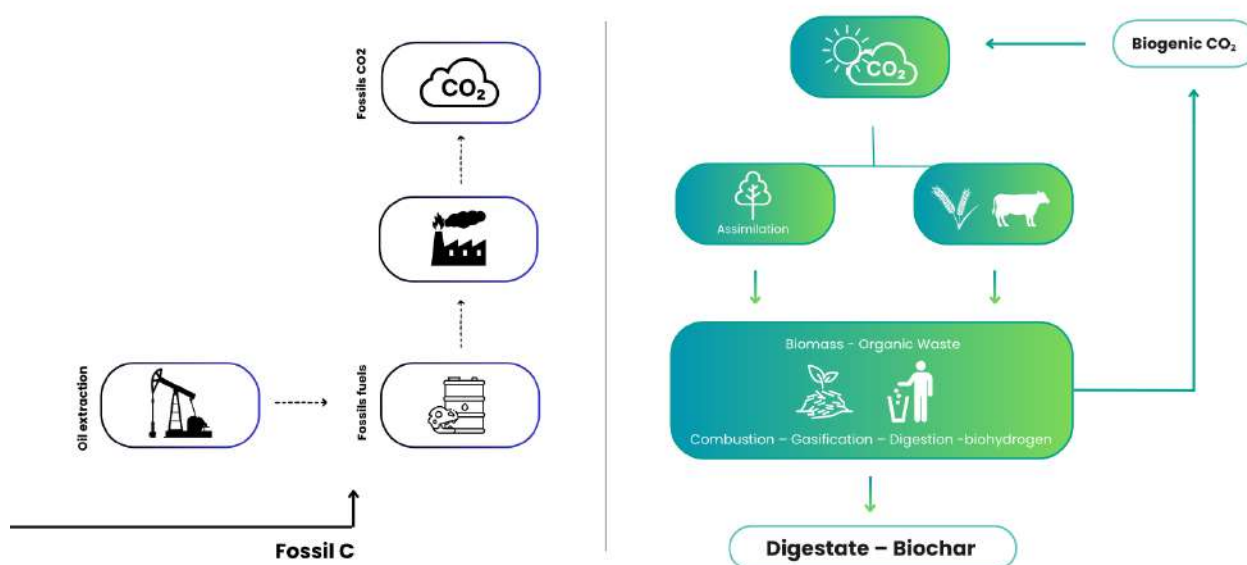 Fossils CO2
CO₂
Oil extraction
Fossils fuels
Fossil C
CO₂
Biogenic CO₂
Assimilation
Biomass - Organic Waste
Combustion – Gasification – Digestion -biohydrogen
Digestate – Biochar